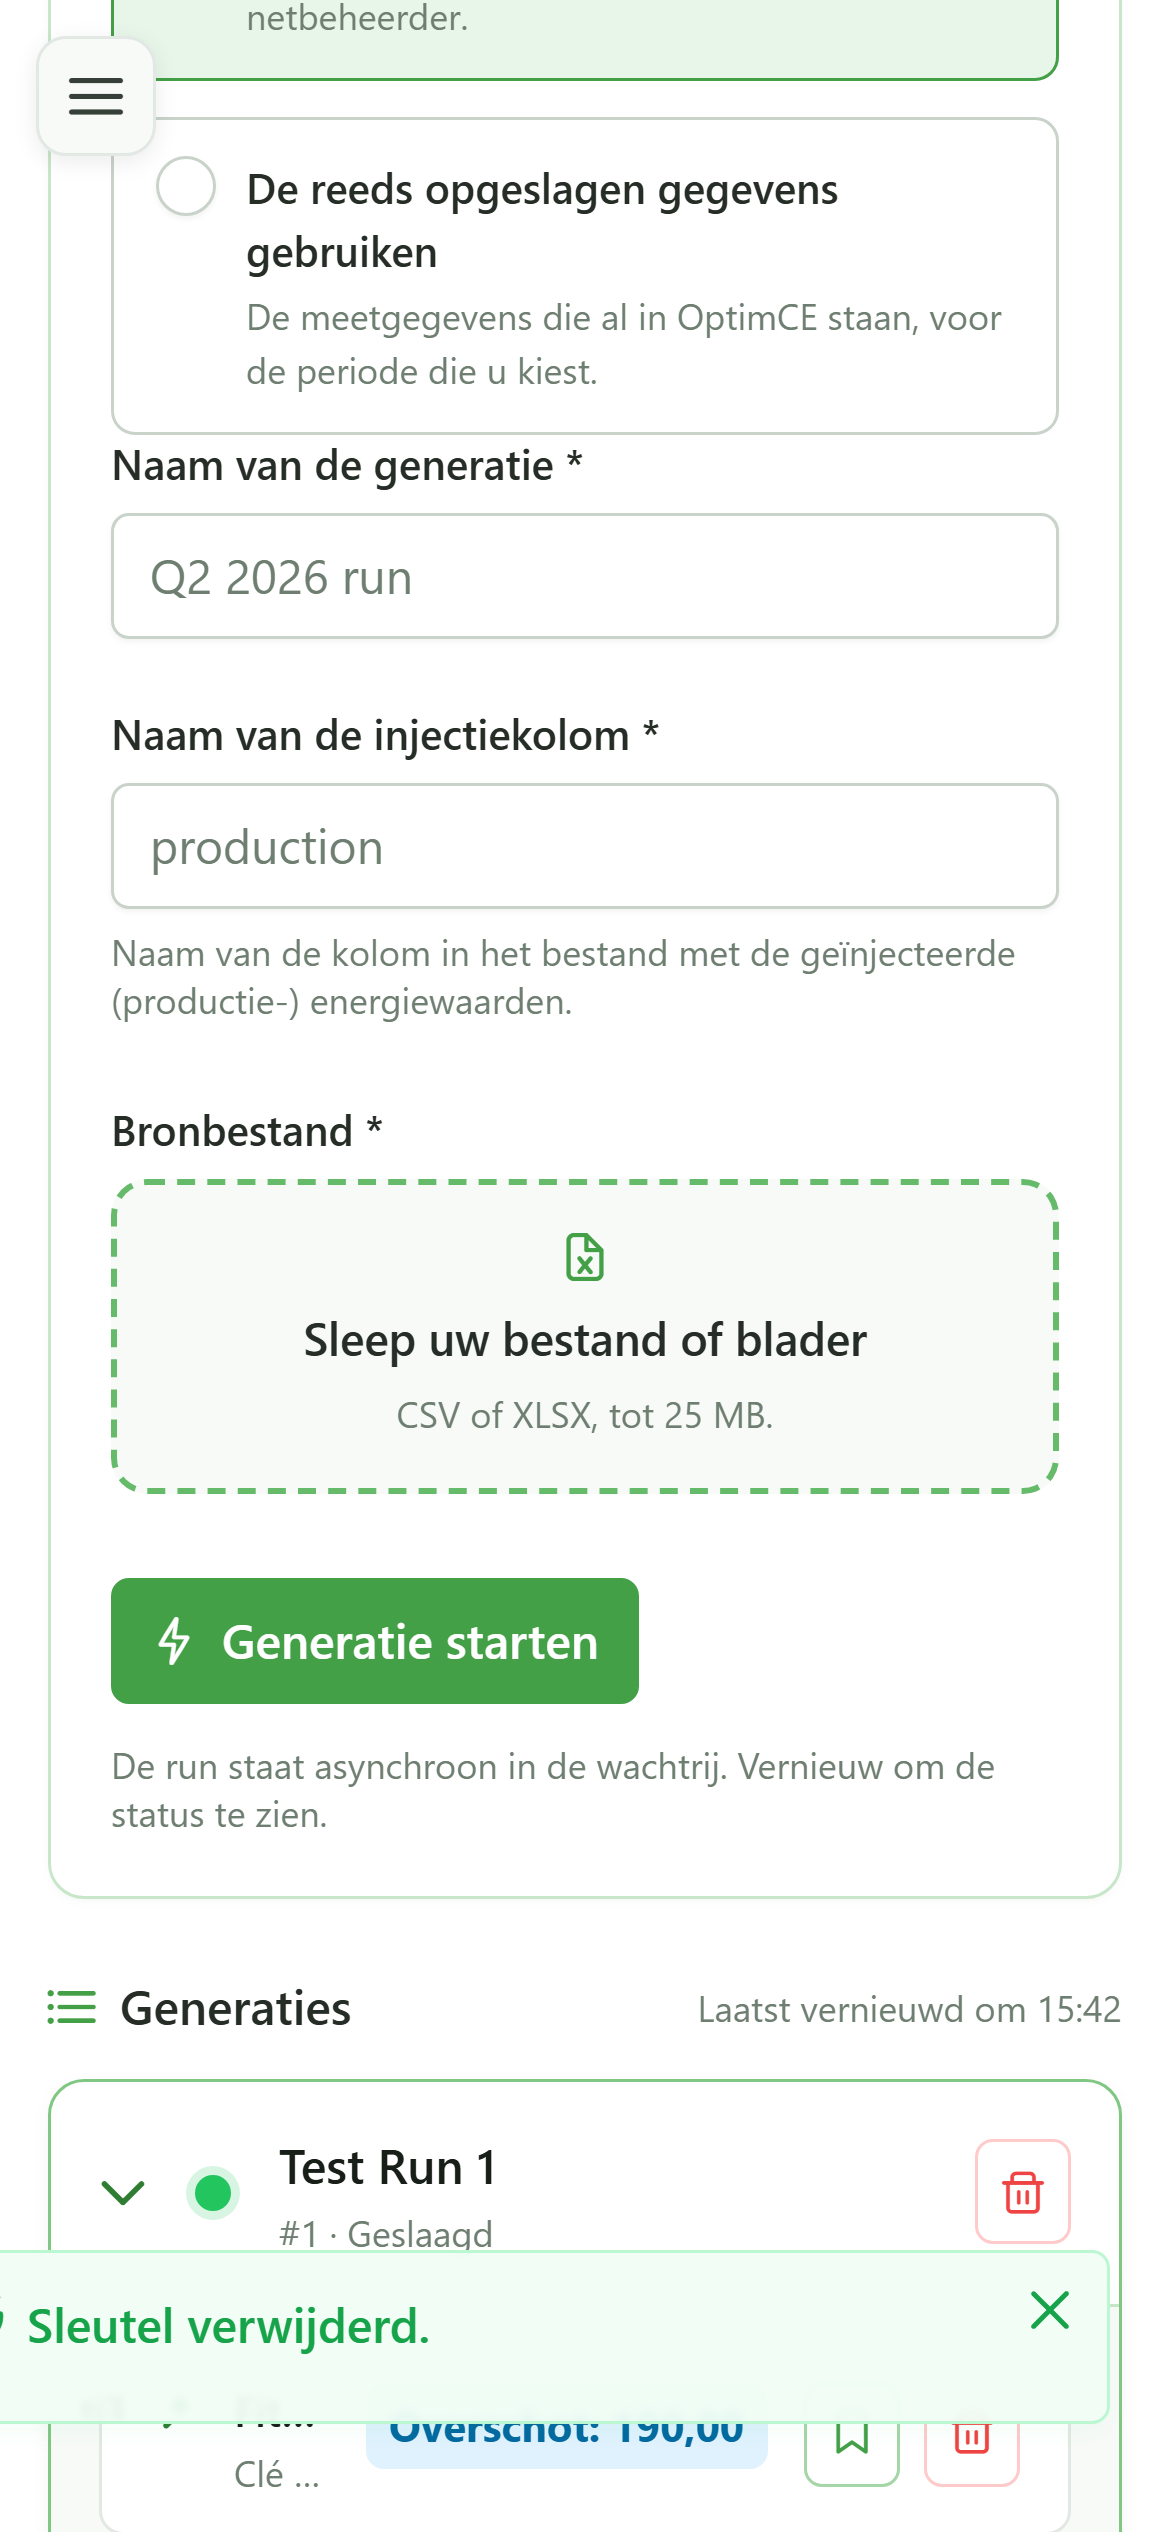 netbeheerder.
De reeds opgeslagen gegevens
gebruiken
De meetgegevens die al in OptimCE staan, voor
de periode die u kiest.
Naam van de generatie *
Q2 2026 run
Naam van de injectiekolom *
production
Naam van de kolom in het bestand met de geïnjecteerde
(productie-) energiewaarden.
Bronbestand *
Sleep uw bestand of blader
CSV of XLSX, tot 25 MB.
Generatie starten
De run staat asynchroon in de wachtrij. Vernieuw om de
status te zien.
Generaties
Laatst vernieuwd om 15:42
Test Run 1
#1 · Geslaagd
Sleutel verwijderd.
Overschot: 190,00
Clé ...